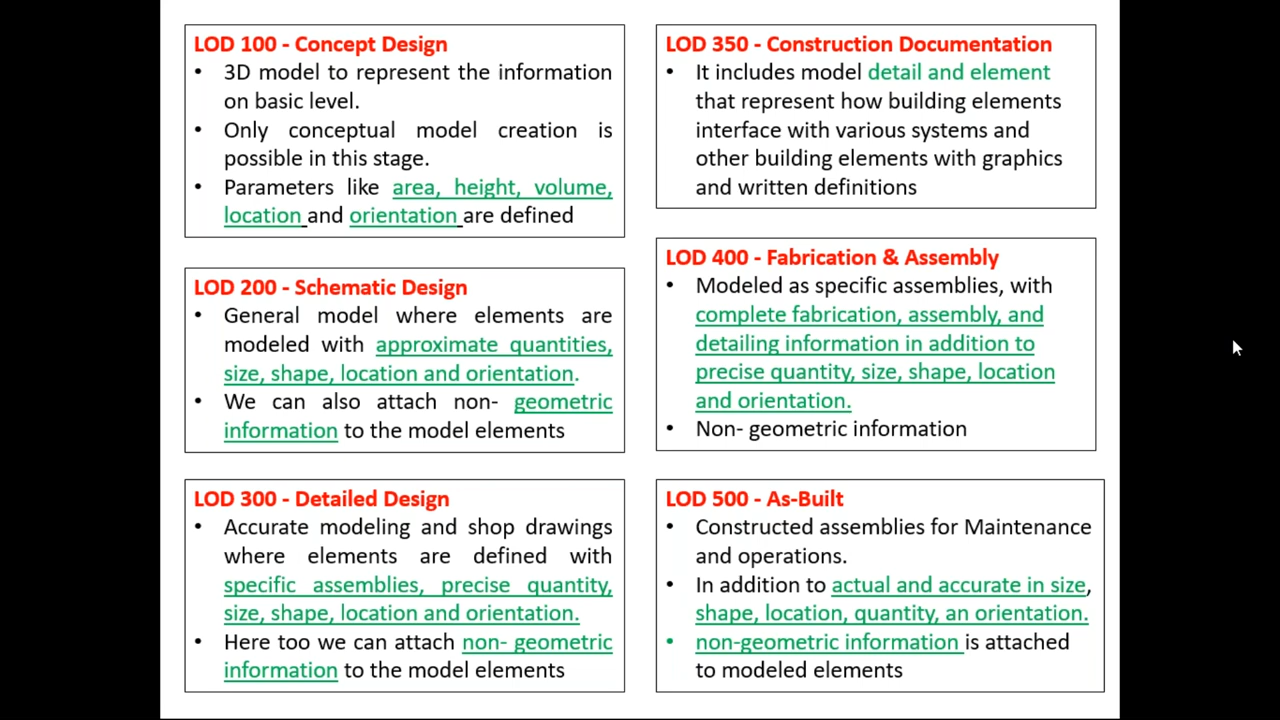 LOD 100 - Concept Design
• 3D model to represent the information
on basic level.
• Only conceptual model creation is
possible in this stage.
• Parameters like area, height, volume,
location and orientation are defined
LOD 200 - Schematic Design
• General model where elements are
modeled with approximate quantities,
size, shape, location and orientation.
• We can also attach non- geometric
information to the model elements
LOD 300 - Detailed Design
• Accurate modeling and shop drawings
where elements are defined with
specific assemblies, precise quantity,
size, shape, location and orientation.
• Here too we can attach non- geometric
information to the model elements
LOD 350 - Construction Documentation
• It includes model detail and element
that represent how building elements
interface with various systems and
other building elements with graphics
and written definitions
LOD 400 - Fabrication & Assembly
• Modeled as specific assemblies, with
complete fabrication, assembly, and
detailing information in addition to
precise quantity, size, shape, location
and orientation.
• Non- geometric information
LOD 500 - As-Built
• Constructed assemblies for Maintenance
and operations.
• In addition to actual and accurate in size,
shape, location, quantity, an orientation.
• non-geometric information is attached
to modeled elements